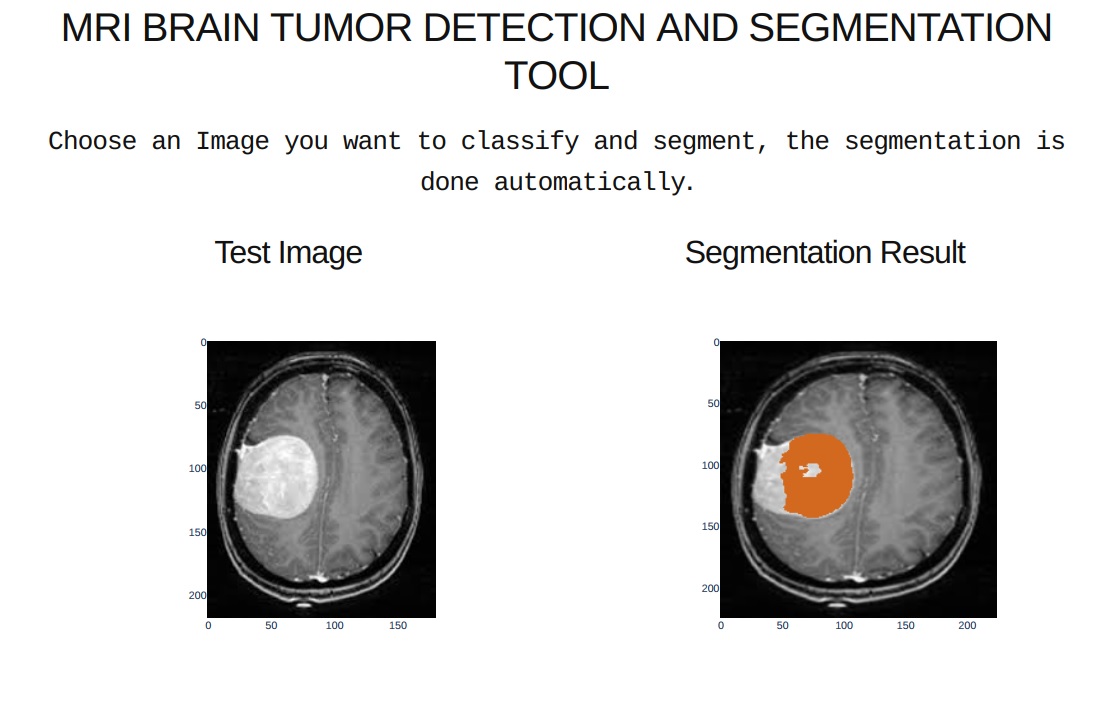 MRI BRAIN TUMOR DETECTION AND SEGMENTATION
TOOL
Choose an Image you want to classify and segment, the segmentation is
done automatically.
Test Image
Segmentation Result
0
50
100
150
200
0 50 100 150
0
50
100
150
200
0 50 100 150 200